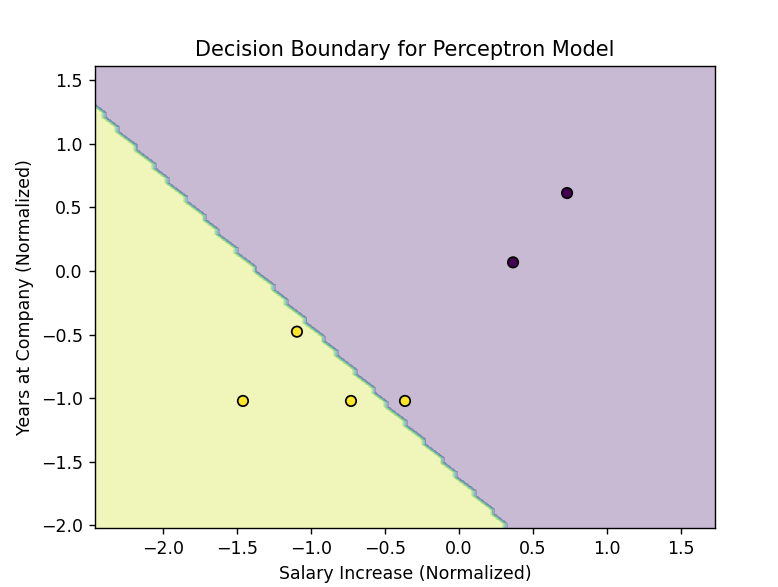 Decision Boundary for Perceptron Model
Years at Company (Normalized)
1.5
1.0
0.5
0.0
−0.5
−1.0
−1.5
−2.0
−2.0 −1.5 −1.0 −0.5 0.0 0.5 1.0 1.5
Salary Increase (Normalized)